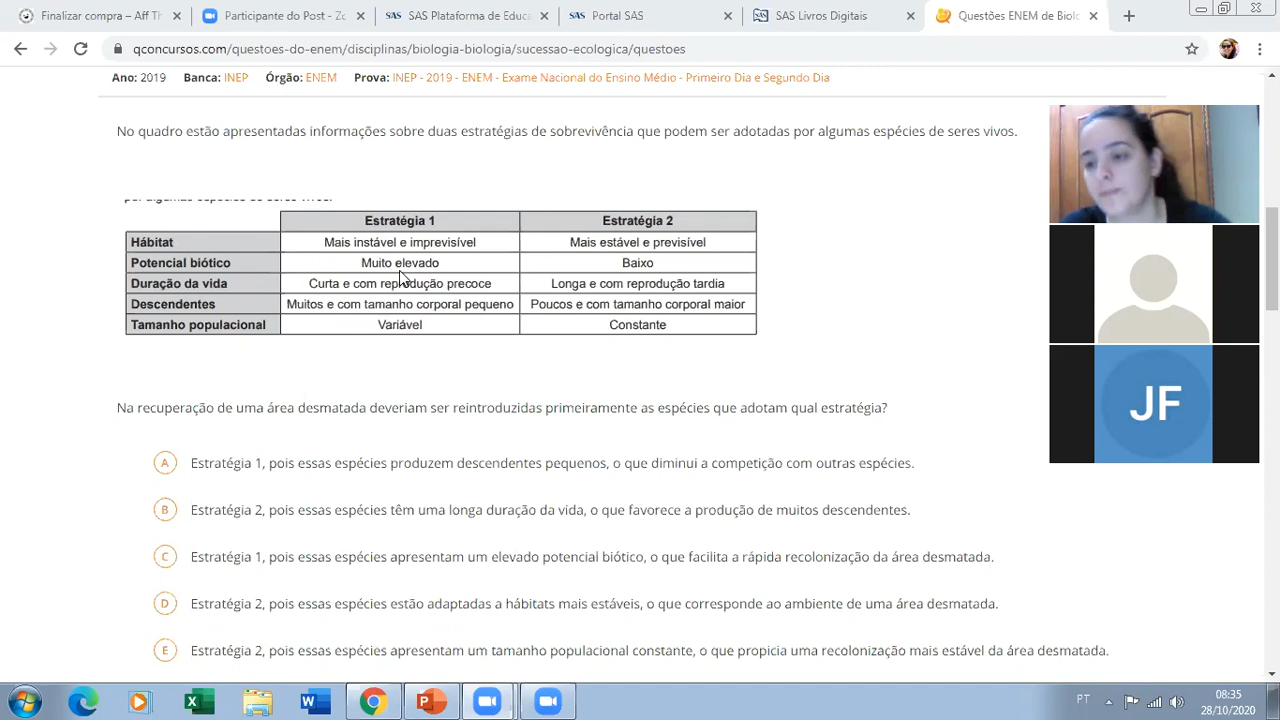 Finalizar compra – Aff Th
Participante do Post - Zo
SAS Plataforma de Educa
Portal SAS
SAS Livros Digitais
Questões ENEM de Biolo
qconcursos.com/questoes-do-enem/disciplinas/biologia-biologia/sucessao-ecologica/questoes
Ano: 2019 Banca: INEP Órgão: ENEM Prova: INEP - 2019 - ENEM - Exame Nacional do Ensino Médio - Primeiro Dia e Segundo Dia
No quadro estão apresentadas informações sobre duas estratégias de sobrevivência que podem ser adotadas por algumas espécies de seres vivos.
por algumas espécies de seres vivos.
Estratégia 1 Estratégia 2
Hábitat Mais instável e imprevisível Mais estável e previsível
Potencial biótico Muito elevado Baixo
Duração da vida Curta e com reprodução precoce Longa e com reprodução tardia
Descendentes Muitos e com tamanho corporal pequeno Poucos e com tamanho corporal maior
Tamanho populacional Variável Constante
JF
Na recuperação de uma área desmatada deveriam ser reintroduzidas primeiramente as espécies que adotam qual estratégia?
A Estratégia 1, pois essas espécies produzem descendentes pequenos, o que diminui a competição com outras espécies.
B Estratégia 2, pois essas espécies têm uma longa duração da vida, o que favorece a produção de muitos descendentes.
C Estratégia 1, pois essas espécies apresentam um elevado potencial biótico, o que facilita a rápida recolonização da área desmatada.
D Estratégia 2, pois essas espécies estão adaptadas a hábitats mais estáveis, o que corresponde ao ambiente de uma área desmatada.
E Estratégia 2, pois essas espécies apresentam um tamanho populacional constante, o que propicia uma recolonização mais estável da área desmatada.
PT
08:35
28/10/2020